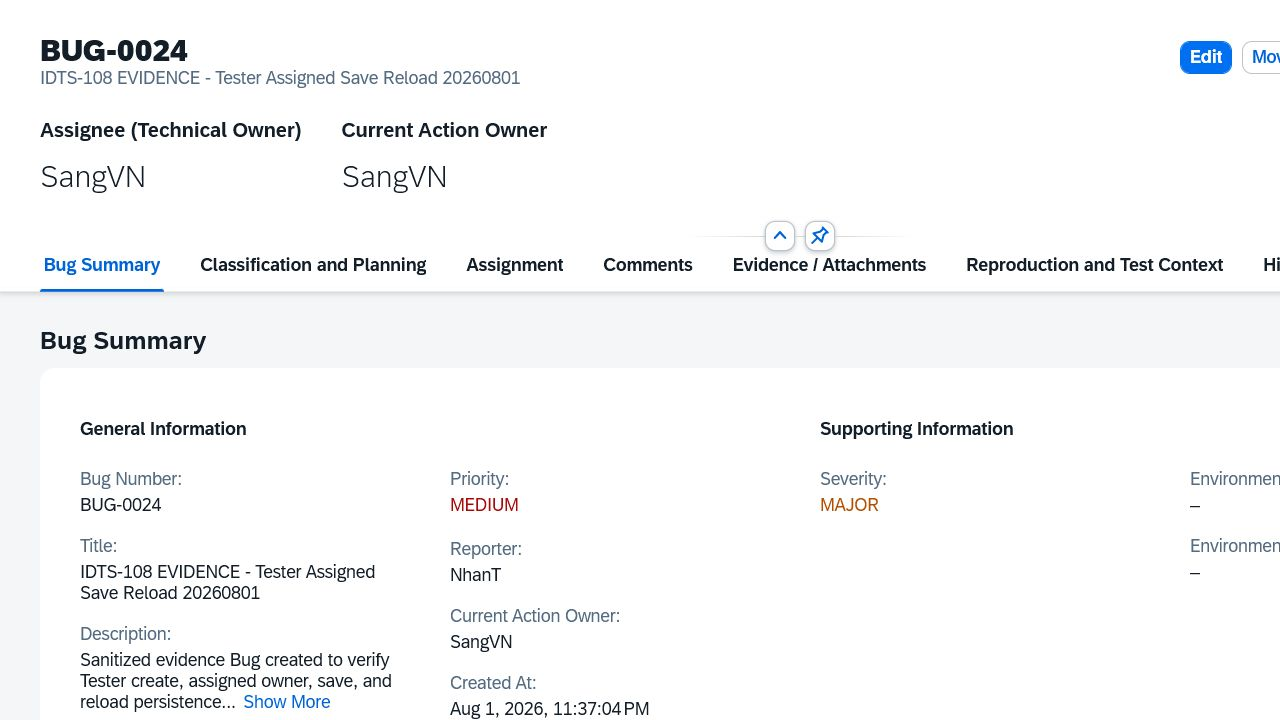 BUG-0024
IDTS-108 EVIDENCE - Tester Assigned Save Reload 20260801
Edit
Mov
Assignee (Technical Owner)
SangVN
Current Action Owner
SangVN
Bug Summary
Classification and Planning
Assignment
Comments
Evidence / Attachments
Reproduction and Test Context
Hi
Bug Summary
General Information
Bug Number:
BUG-0024
Title:
IDTS-108 EVIDENCE - Tester Assigned
Save Reload 20260801
Description:
Sanitized evidence Bug created to verify
Tester create, assigned owner, save, and
reload persistence... Show More
Priority:
MEDIUM
Reporter:
NhanT
Current Action Owner:
SangVN
Created At:
Aug 1, 2026, 11:37:04 PM
Supporting Information
Severity:
MAJOR
Environmen
–
Environmen
–